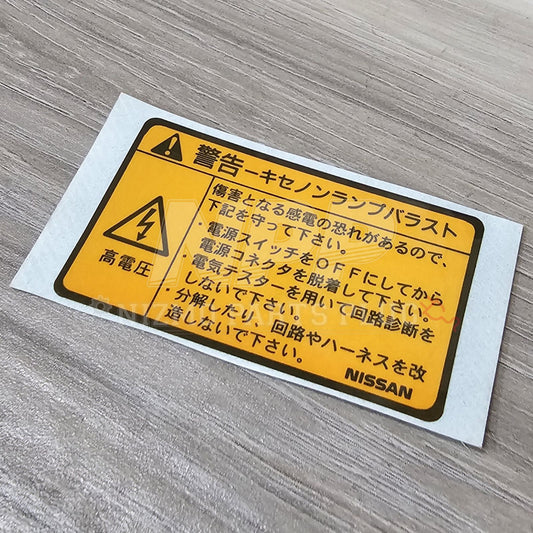 警告ーキセノンランプバラスト
傷害となる感電の恐れがあるので、
下記を守って下さい。
・電源スイッチをOFFにしてから
電源コネクタを脱着して下さい。
・電気テスターを用いて回路診断を
しないで下さい。
・分解したり、回路やハーネスを改
造しないで下さい。
高電圧
NISSAN